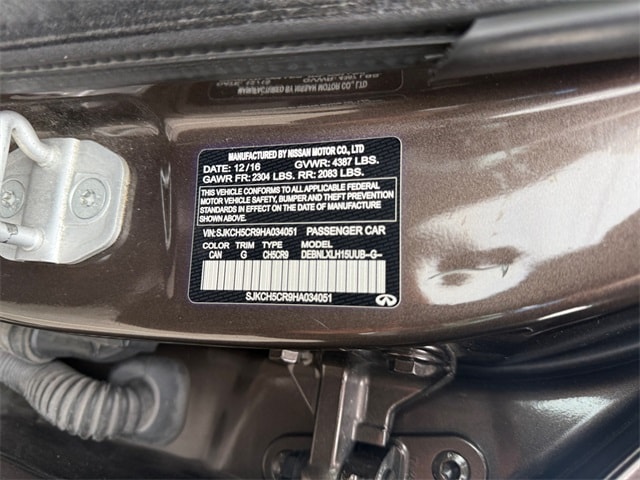 MANUFACTURED BY NISSAN MOTOR CO., LTD
DATE: 12/16 GVWR: 4387 LBS.
GAWR FR: 2304 LBS. RR: 2083 LBS.
THIS VEHICLE CONFORMS TO ALL APPLICABLE FEDERAL
MOTOR VEHICLE SAFETY, BUMPER AND THEFT PREVENTION
STANDARDS IN EFFECT ON THE DATE OF MANUFACTURE
SHOWN ABOVE.
VIN: SJKCH5CR9HA034051 PASSENGER CAR
COLOR TRIM TYPE MODEL
CAN G CH5CR9 DEBNLXLH15UUB-G-
SJKCH5CR9HA034051